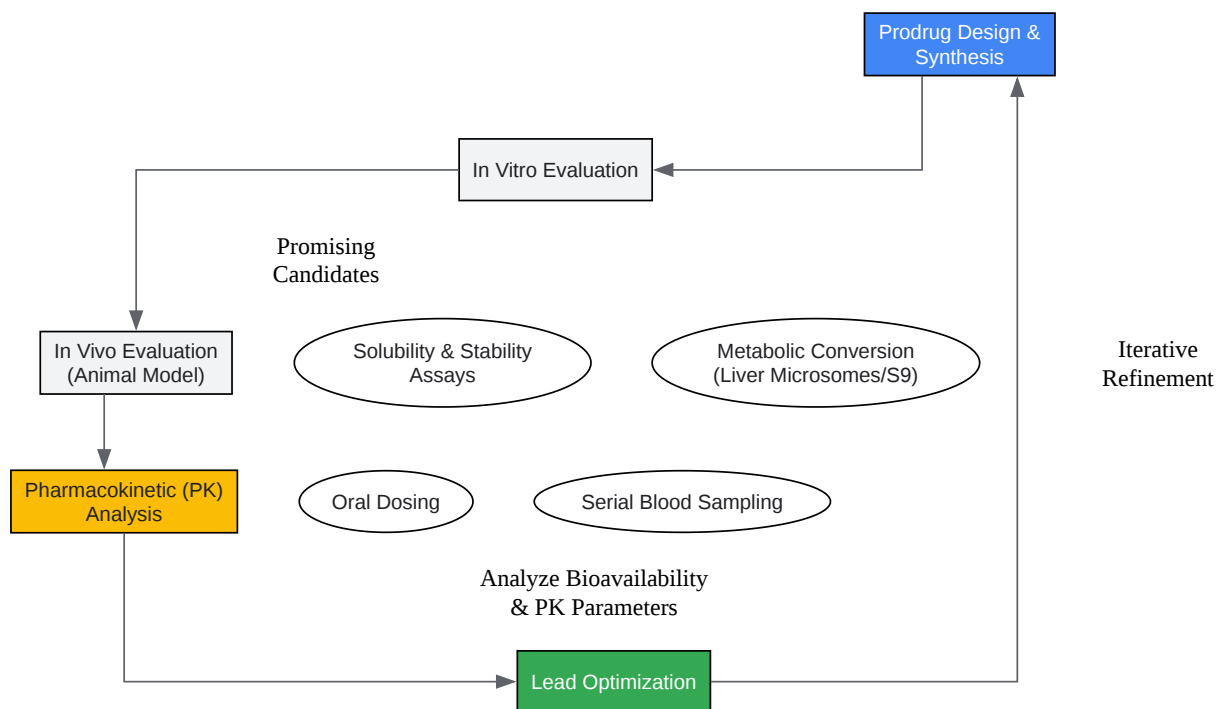 Prodrug Design &
Synthesis
In Vitro Evaluation
Promising
Candidates
In Vivo Evaluation
(Animal Model)
Solubility & Stability
Assays
Metabolic Conversion
(Liver Microsomes/S9)
Iterative
Refinement
Pharmacokinetic (PK)
Analysis
Oral Dosing
Serial Blood Sampling
Analyze Bioavailability
& PK Parameters
Lead Optimization